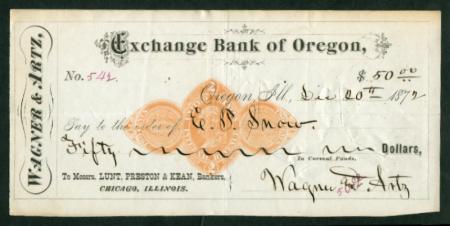 WAGNER & ARTZ,
Exchange Bank of Oregon,
No. 541 $50 00
Oregon Ill, Dec 20th 1872
Pay to the order of E. P. Snow.
Fifty Dollars,
In Current Funds.
To Messrs. LUNT, PRESTON & KEAN, Bankers,
CHICAGO, ILLINOIS.
Wagner & Artz